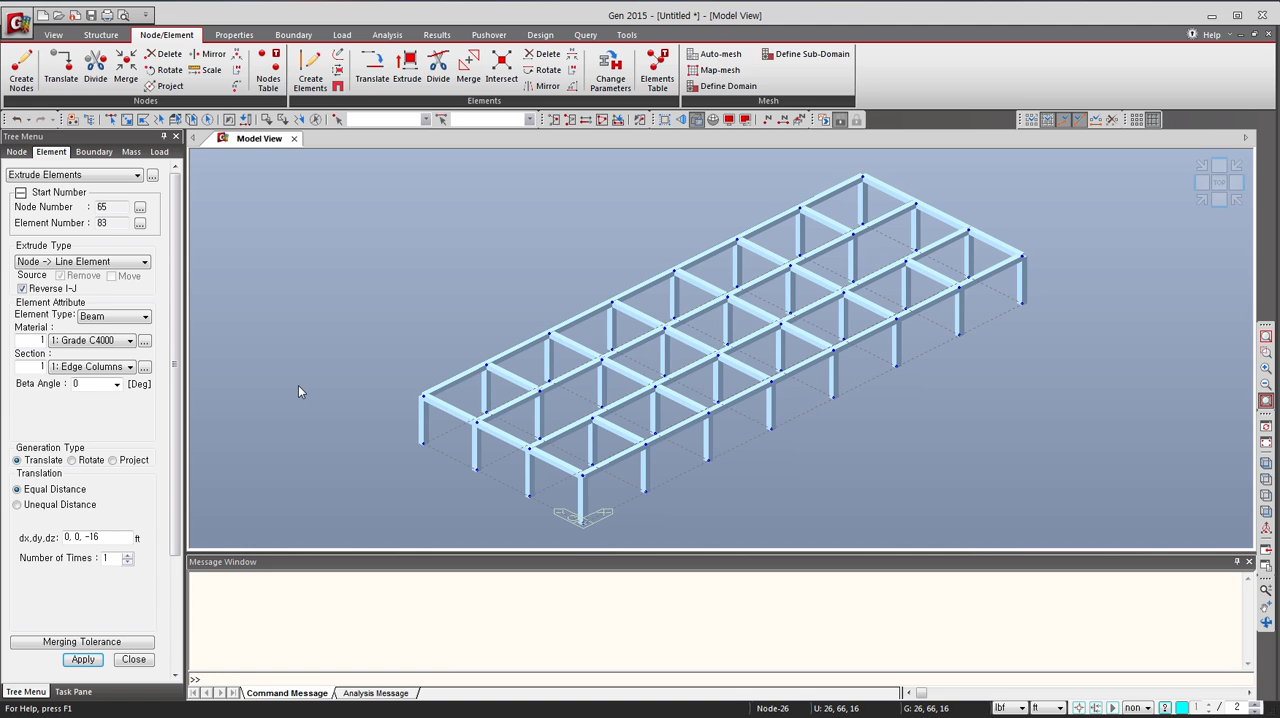 Gen 2015 - [Untitled *] - [Model View]
View Structure Node/Element Properties Boundary Load Analysis Results Pushover Design Query Tools Help
Create Nodes
Translate
Divide
Merge
Delete
Rotate
Project
Mirror
Scale
Nodes Table
Nodes
Create Elements
Translate
Extrude
Divide
Merge
Intersect
Delete
Rotate
Mirror
Change Parameters
Elements Table
Elements
Auto-mesh
Map-mesh
Define Domain
Define Sub-Domain
Mesh
Tree Menu
Node Element Boundary Mass Load
Extrude Elements
Start Number
Node Number : 65
Element Number : 83
Extrude Type
Node -> Line Element
Source Remove Move
Reverse I-J
Element Attribute
Element Type: Beam
Material :
1 1: Grade C4000
Section :
1 1: Edge Columns
Beta Angle : 0 [Deg]
Generation Type
Translate Rotate Project
Translation
Equal Distance
Unequal Distance
dx,dy,dz: 0, 0, -16 ft
Number of Times : 1
Merging Tolerance
Apply Close
Tree Menu Task Pane
Model View
TOP
Message Window
>>
Command Message Analysis Message
For Help, press F1
Node-26 U: 26, 66, 16 G: 26, 66, 16 lbf ft non 1 / 2